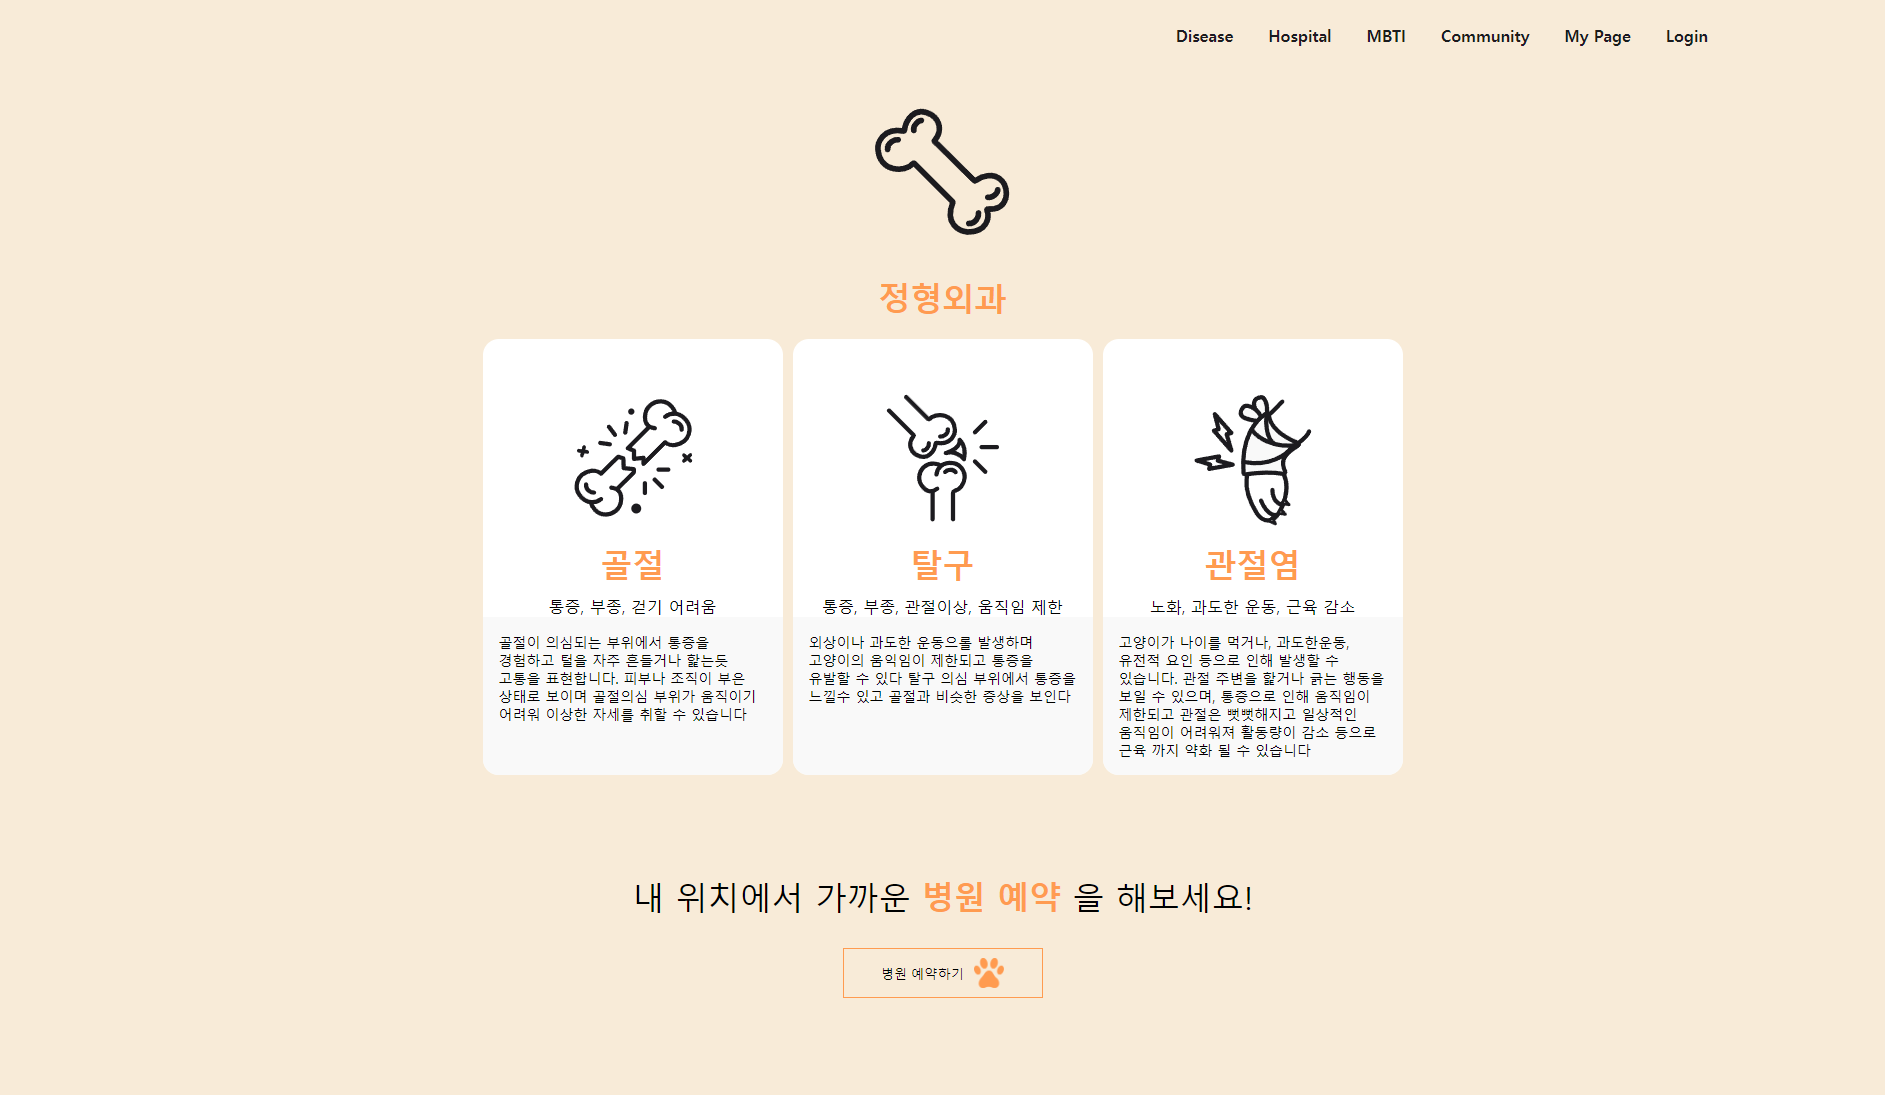 Disease Hospital MBTI Community My Page Login
정형외과
골절
통증, 부종, 걷기 어려움
골절이 의심되는 부위에서 통증을
경험하고 털을 자주 흔들거나 핥는듯
고통을 표현합니다. 피부나 조직이 부은
상태로 보이며 골절의심 부위가 움직이기
어려워 이상한 자세를 취할 수 있습니다
탈구
통증, 부종, 관절이상, 움직임 제한
외상이나 과도한 운동으롤 발생하며
고양이의 움익임이 제한되고 통증을
유발할 수 있다 탈구 의심 부위에서 통증을
느낄수 있고 골절과 비슷한 증상을 보인다
관절염
노화, 과도한 운동, 근육 감소
고양이가 나이를 먹거나, 과도한운동,
유전적 요인 등으로 인해 발생할 수
있습니다. 관절 주변을 핥거나 긁는 행동을
보일 수 있으며, 통증으로 인해 움직임이
제한되고 관절은 뻣뻣해지고 일상적인
움직임이 어려워져 활동량이 감소 등으로
근육 까지 약화 될 수 있습니다
내 위치에서 가까운 병원 예약 을 해보세요!
병원 예약하기